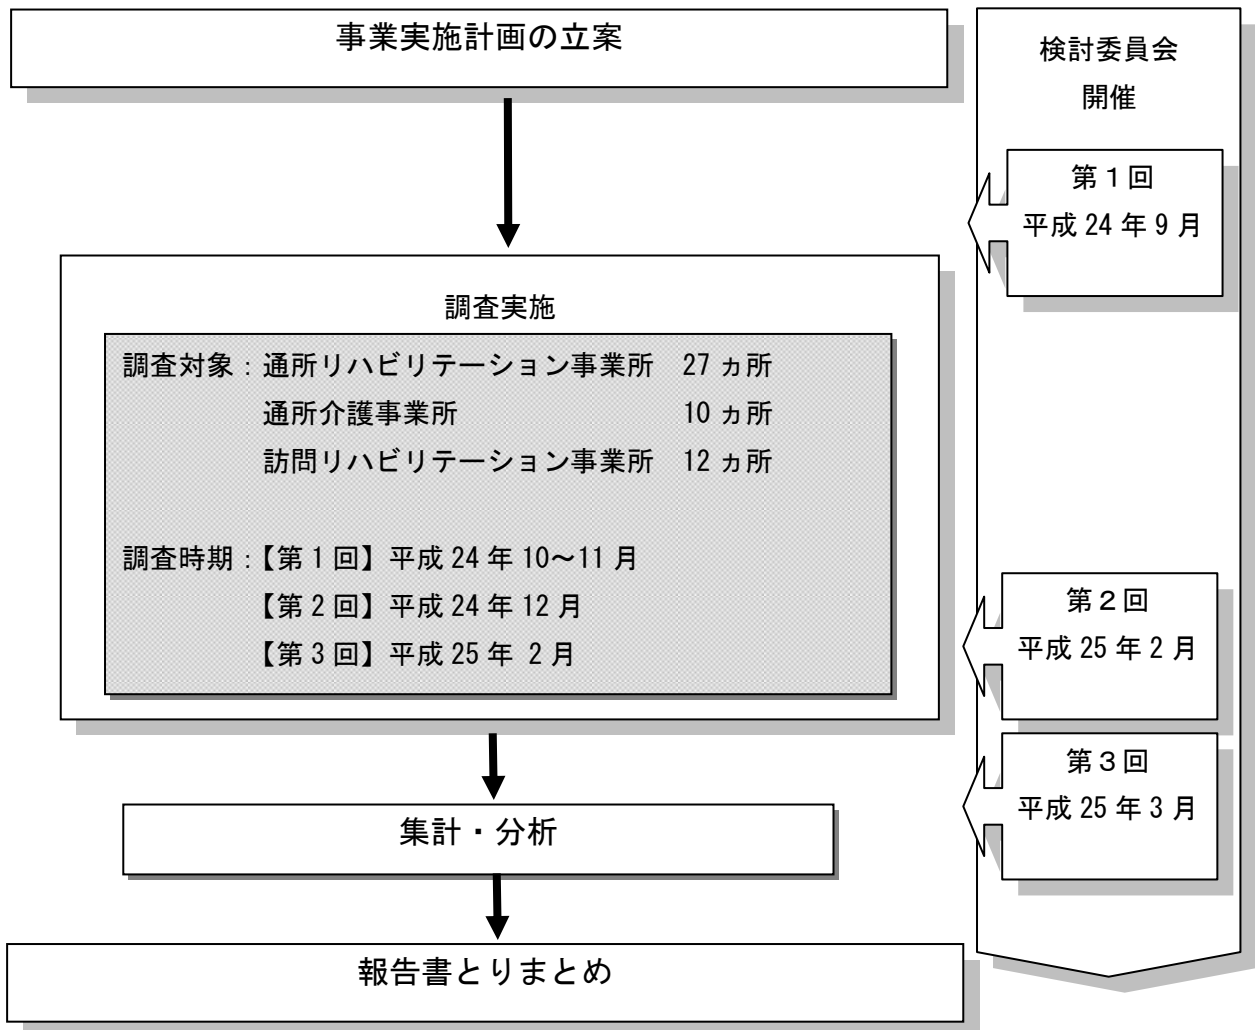 事業実施計画の立案
検討委員会
開催
第１回
平成 24 年 9 月
調査実施
調査対象：通所リハビリテーション事業所　27 ヵ所
通所介護事業所　10 ヵ所
訪問リハビリテーション事業所　12 ヵ所
調査時期：【第 1 回】平成 24 年 10～11 月
【第 2 回】平成 24 年 12 月
【第 3 回】平成 25 年 2 月
第２回
平成 25 年 2 月
第３回
平成 25 年 3 月
集計・分析
報告書とりまとめ